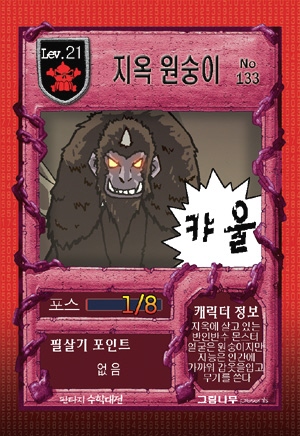 Lev.21
지옥 원숭이
No
133
캬울
포스 1/8
필살기 포인트
없음
캐릭터 정보
지옥에 살고 있는
반인반수 몬스터
얼굴은 원숭이지만
지능은 인간에
가까워 갑옷을입고
무기를 쓴다
판타지 수학대전
그림나무